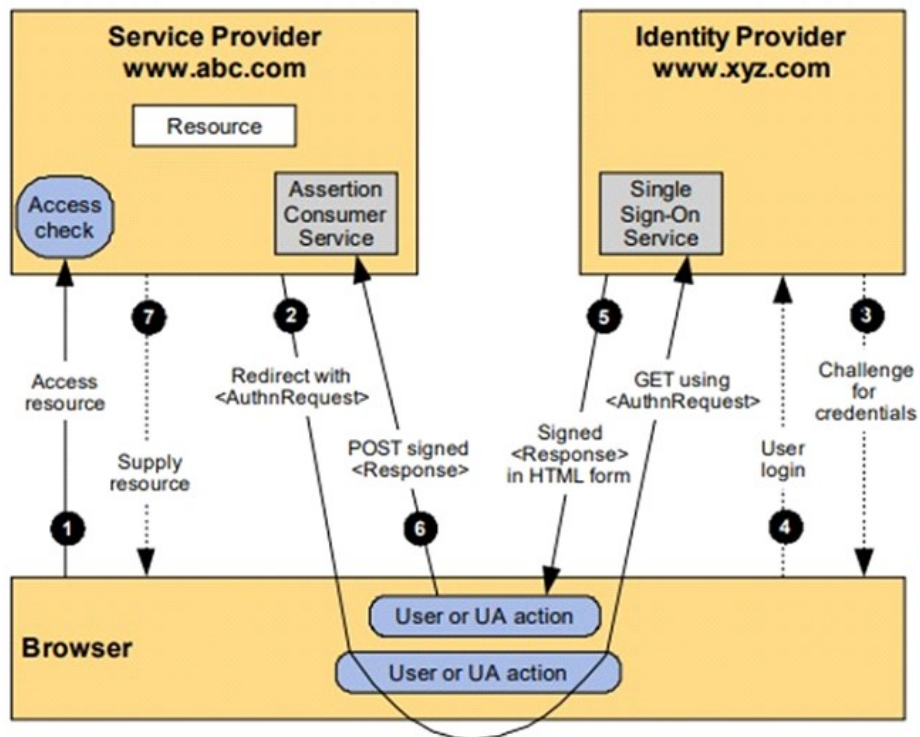 Service Provider
www.abc.com
Resource
Access
check
Assertion
Consumer
Service
Identity Provider
www.xyz.com
Single
Sign-On
Service
7
2
5
3
Access
resource
Redirect with
<AuthnRequest>
GET using
<AuthnRequest>
Challenge
for
credentials
Supply
resource
POST signed
<Response>
Signed
<Response>
in HTML form
User
login
1
6
4
User or UA action
Browser
User or UA action